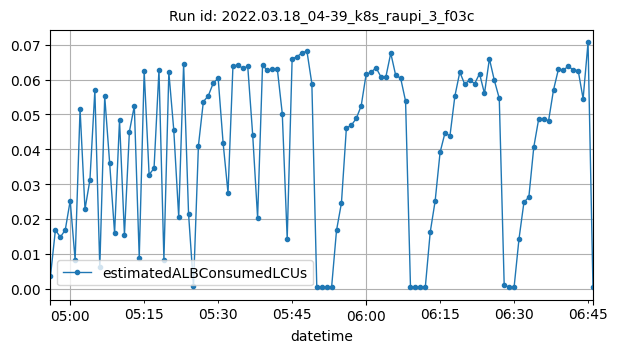 Run id: 2022.03.18_04-39_k8s_raupi_3_f03c
0.07
0.06
0.05
0.04
0.03
0.02
0.01
0.00
estimatedALBConsumedLCUs
05:00 05:15 05:30 05:45 06:00 06:15 06:30 06:45
datetime